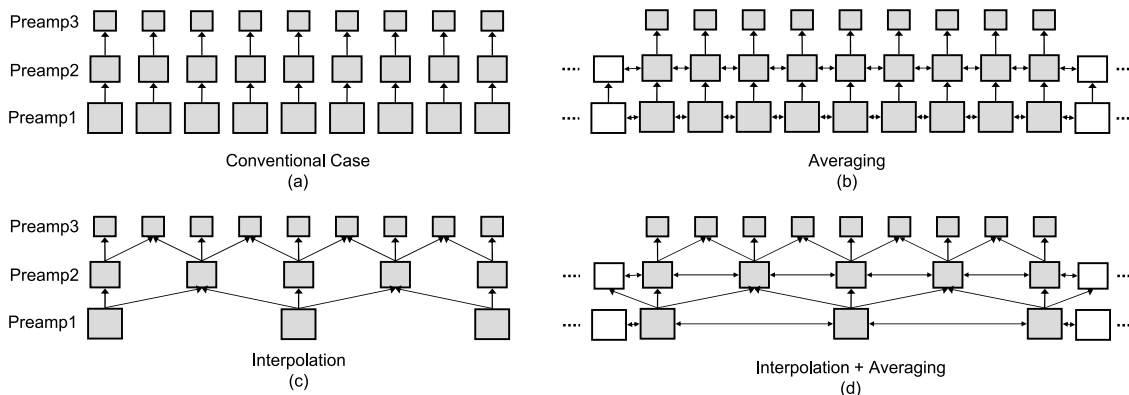 Preamp3
Preamp2
Preamp1
Conventional Case
(a)
....
....
....
....
Averaging
(b)
Preamp3
Preamp2
Preamp1
Interpolation
(c)
....
....
....
....
Interpolation + Averaging
(d)